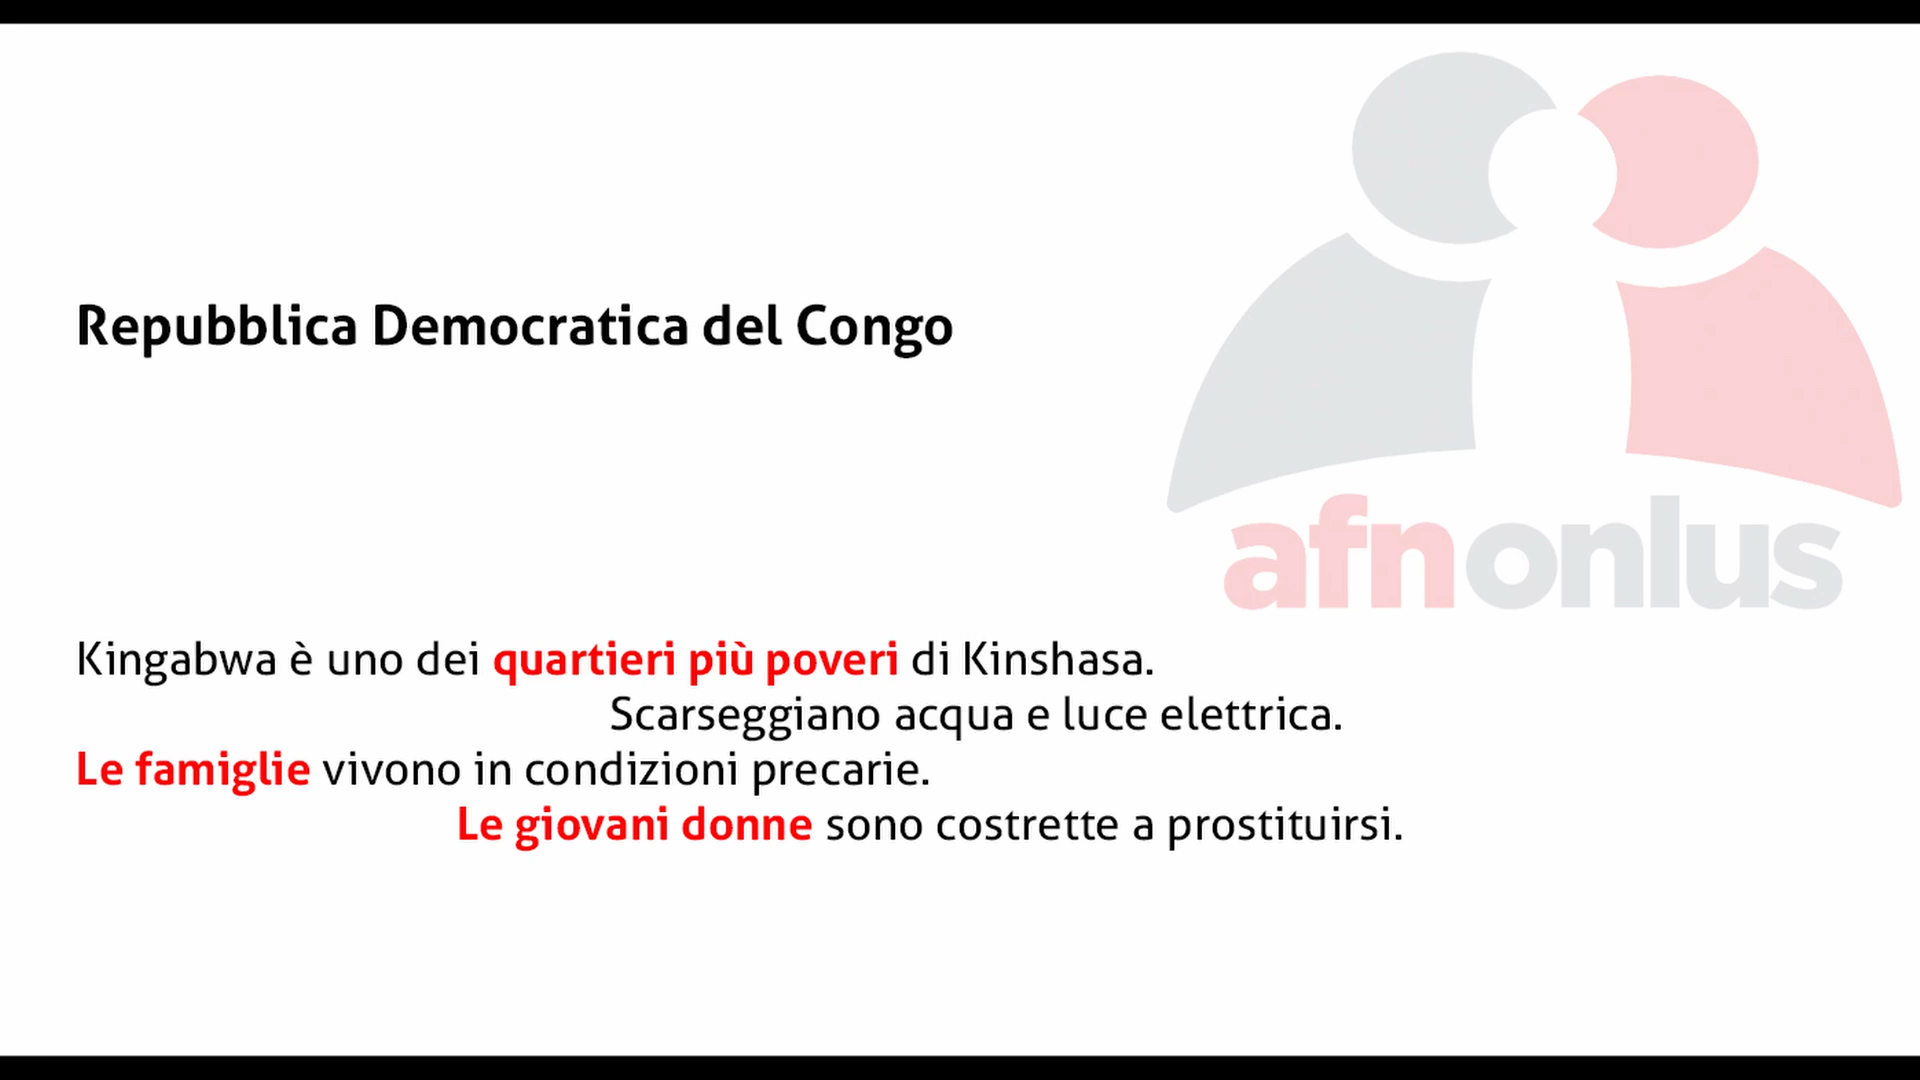 Repubblica Democratica del Congo
afnonlus
Kingabwa è uno dei quartieri più poveri di Kinshasa.
Scarseggiano acqua e luce elettrica.
Le famiglie vivono in condizioni precarie.
Le giovani donne sono costrette a prostituirsi.